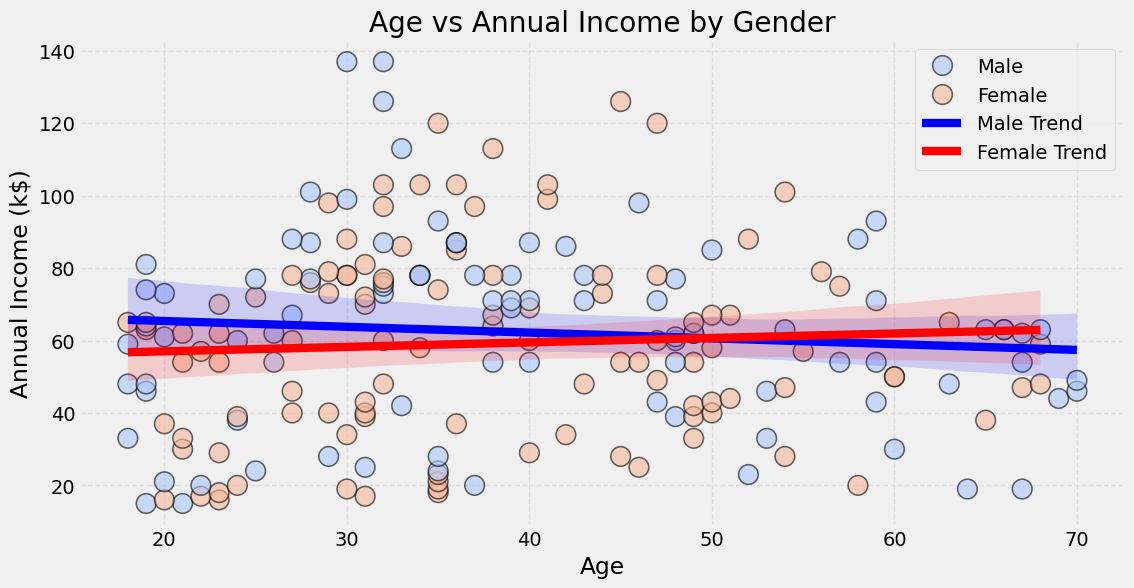 Age vs Annual Income by Gender
Annual Income (k$)
140
120
100
80
60
40
20
Male
Female
Male Trend
Female Trend
20 30 40 50 60 70
Age